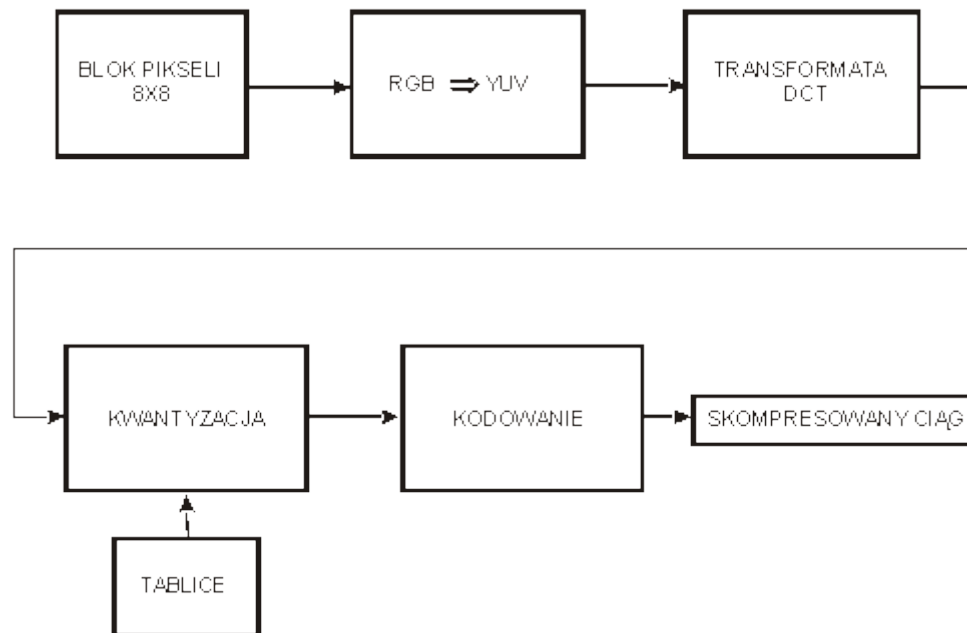 BLOK PIKSELI
8X8
RGB ⇒ YUV
TRANSFORMATA
DCT
KWANTYZACJA
KODOWANIE
SKOMPRESOWANY CIĄG
TABLICE